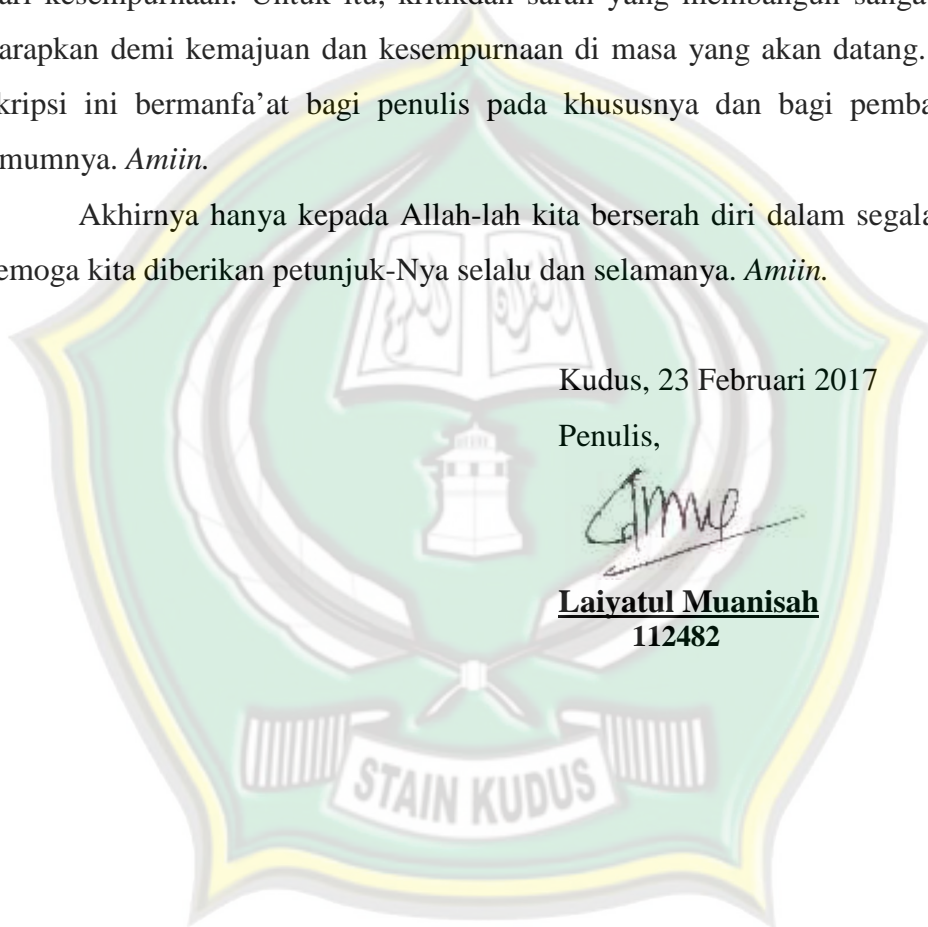 ari kesempurnaan. Untuk itu, kritikdan saran yang membangun sanga
arapkan demi kemajuan dan kesempurnaan di masa yang akan datang.
kripsi ini bermanfa’at bagi penulis pada khususnya dan bagi pemba
mumnya. Amiin.
Akhirnya hanya kepada Allah-lah kita berserah diri dalam segala
emoga kita diberikan petunjuk-Nya selalu dan selamanya. Amiin.
Kudus, 23 Februari 2017
Penulis,
Laiyatul Muanisah
112482
STAIN KUDUS